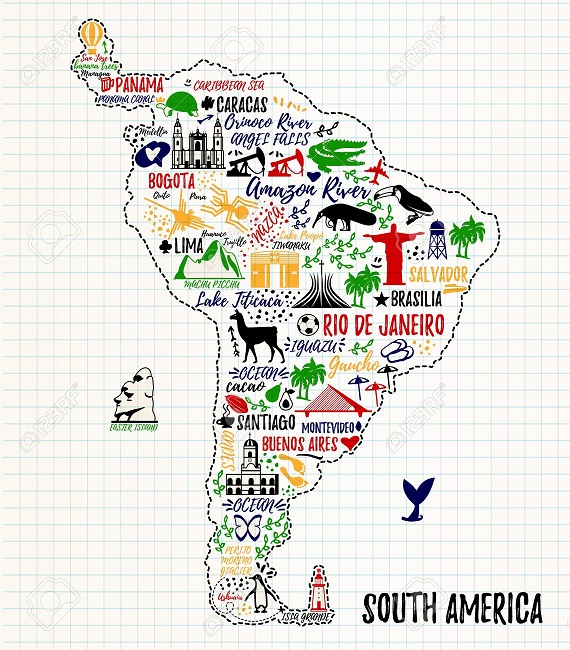 San Jose
banana trees
Managua
PANAMA
PANAMA CANAL
CARIBBEAN SEA
CARACAS
Orinoco River
ANGEL FALLS
Medellin
BOGOTA
Amazon River
Quito
Piura
NAZCA
Huanuco
Trujillo
LIMA
Lake Poopo
TIWANAKU
MACHU PICCHU
SALVADOR
Lake Titicaca
BRASILIA
RIO DE JANEIRO
IGUAZU
Gaucho
OCEAN
cacao
SANTIAGO
MONTEVIDEO
BUENOS AIRES
ANDES
EASTER ISLAND
OCEAN
PERITO
MORENO
GLACIER
Ushuaia
ISLA GRANDE
SOUTH AMERICA
123RF